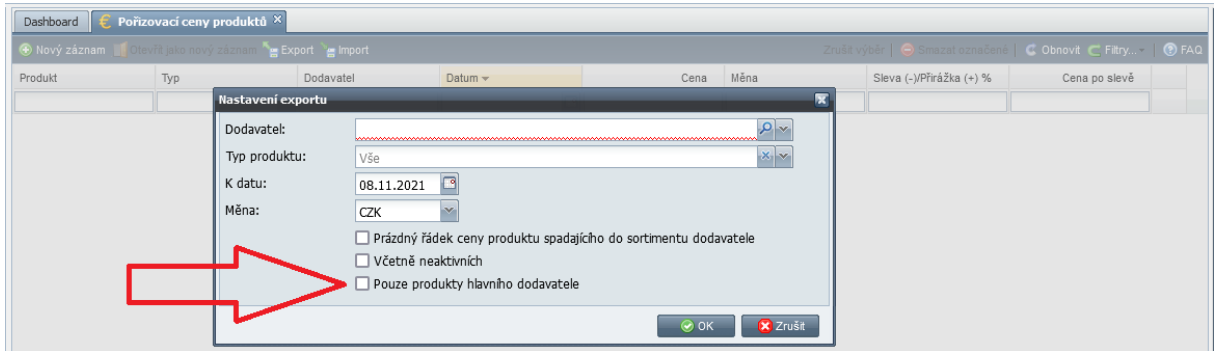 Dashboard Pořizovací ceny produktů
Nový záznam Otevřít jako nový záznam Export Import Zrušit výběr Smazat označené Obnovit Filtry... FAQ
Produkt Typ Dodavatel Datum Cena Měna Sleva (-)/Přirážka (+) % Cena po slevě
Nastavení exportu
Dodavatel:
Typ produktu: Vše
K datu: 08.11.2021
Měna: CZK
Prázdný řádek ceny produktu spadajícího do sortimentu dodavatele
Včetně neaktivních
Pouze produkty hlavního dodavatele
OK Zrušit